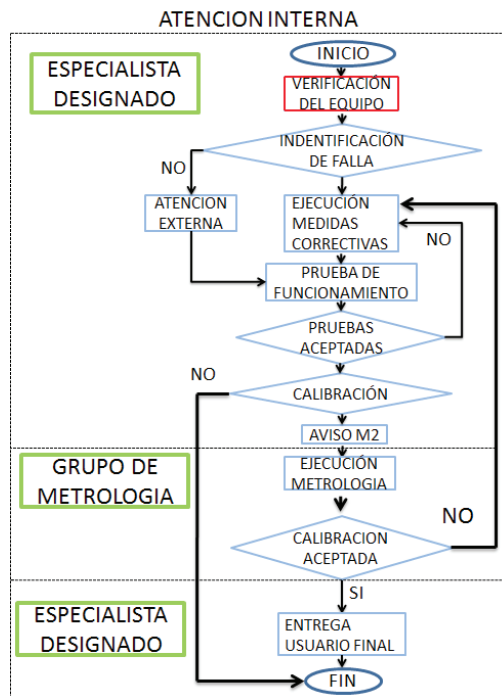 ATENCION INTERNA
ESPECIALISTA
DESIGNADO
INICIO
VERIFICACIÓN
DEL EQUIPO
INDENTIFICACIÓN
DE FALLA
NO
ATENCION
EXTERNA
EJECUCIÓN
MEDIDAS
CORRECTIVAS
NO
PRUEBA DE
FUNCIONAMIENTO
PRUEBAS
ACEPTADAS
NO
CALIBRACIÓN
AVISO M2
GRUPO DE
METROLOGIA
EJECUCIÓN
METROLOGIA
NO
CALIBRACION
ACEPTADA
SI
ESPECIALISTA
DESIGNADO
ENTREGA
USUARIO FINAL
FIN